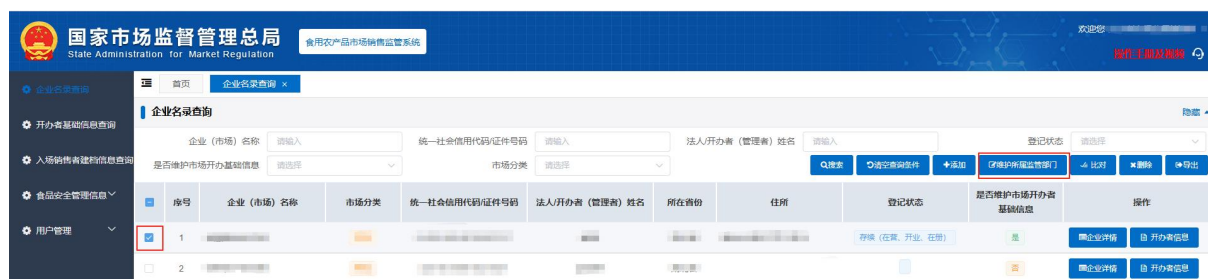 国家市场监督管理总局
State Administration for Market Regulation
食用农产品市场销售监管系统
欢迎您
操作手册及视频
企业名录查询
开办者基础信息查询
入场销售者建档信息查询
食品安全管理信息
用户管理
首页 企业名录查询 ×
企业名录查询 隐藏
企业（市场）名称 请输入 统一社会信用代码/证件号码 请输入 法人/开办者（管理者）姓名 请输入 登记状态 请选择
是否维护市场开办基础信息 请选择 市场分类 请选择 搜索 清空查询条件 添加 维护所属监管部门 比对 删除 导出
序号 企业（市场）名称 市场分类 统一社会信用代码/证件号码 法人/开办者（管理者）姓名 所在省份 住所 登记状态 是否维护市场开办者基础信息 操作
1 存续（在营、开业、在册） 是 企业详情 开办者信息
2 否 企业详情 开办者信息